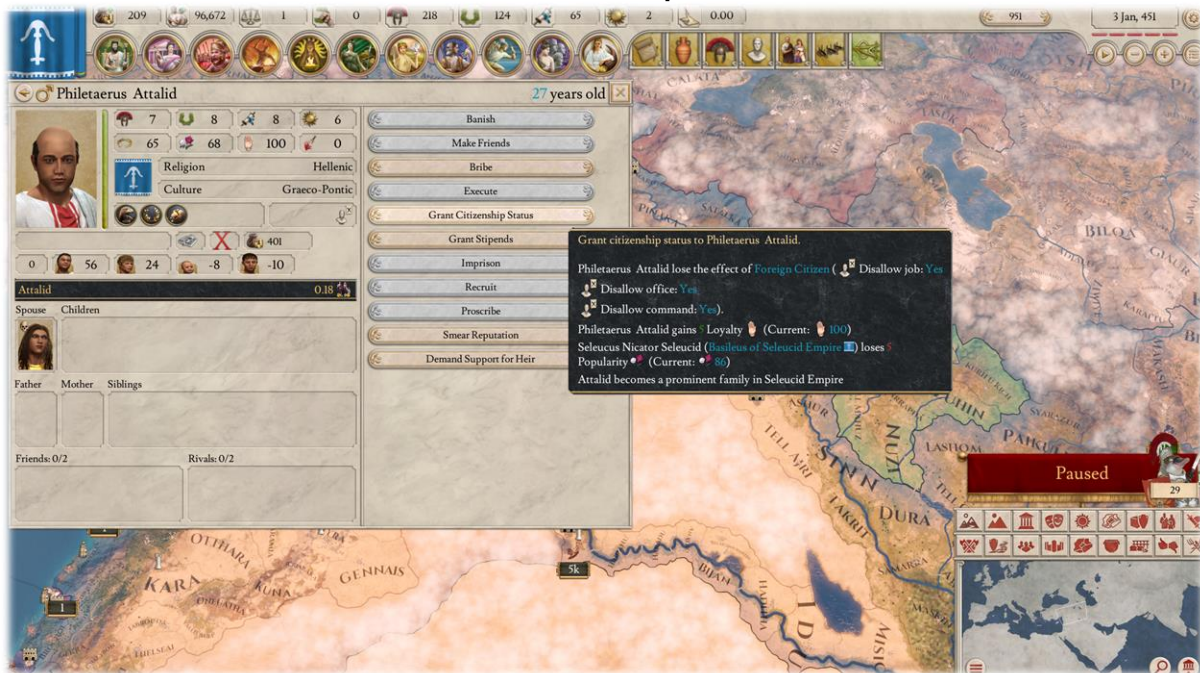 209
96,672
1
0
218
124
65
2
0.00
951
3 Jan, 451
Philetaerus Attalid
27 years old
7
8
8
6
65
68
100
0
Religion
Hellenic
Culture
Graeco-Pontic
401
0
56
24
-8
-10
Attalid
0.18
Spouse
Children
Father
Mother
Siblings
Friends: 0/2
Rivals: 0/2
Banish
Make Friends
Bribe
Execute
Grant Citizenship Status
Grant Stipends
Imprison
Recruit
Proscribe
Smear Reputation
Demand Support for Heir
Grant citizenship status to Philetaerus Attalid.
Philetaerus Attalid lose the effect of Foreign Citizen ( Disallow job: Yes
Disallow office: Yes
Disallow command: Yes).
Philetaerus Attalid gains 5 Loyalty (Current: 100)
Seleucus Nicator Seleucid (Basileus of Seleucid Empire ) loses 5
Popularity (Current: 86)
Attalid becomes a prominent family in Seleucid Empire
CALATA
BILQA
NUZI
LASHOM
TELL AJRI
SINN
DURA
TAKRIT
OTTHARA
KARA
KUNA
GENNAIS
BIJAN
Paused
29
1
5k